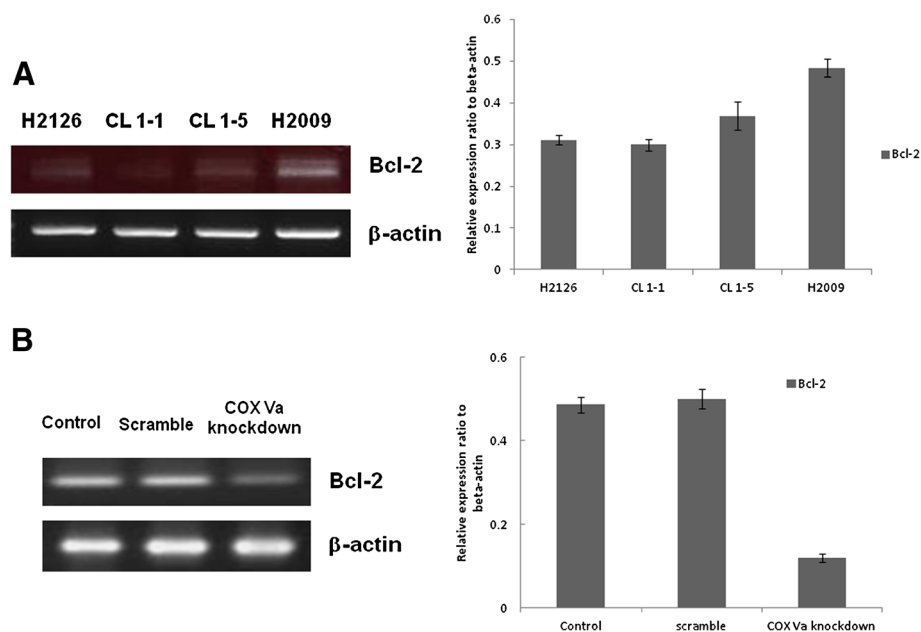 A
H2126 CL 1-1 CL 1-5 H2009
Bcl-2
β-actin
Relative expression ratio to beta-actin
0.6
0.5
0.4
0.3
0.2
0.1
0
H2126 CL 1-1 CL 1-5 H2009
Bcl-2
B
Control Scramble COX Va
knockdown
Bcl-2
β-actin
Relative expression ratio to
beta-actin
0.6
0.4
0.2
0
Control scramble COX Va knockdown
Bcl-2